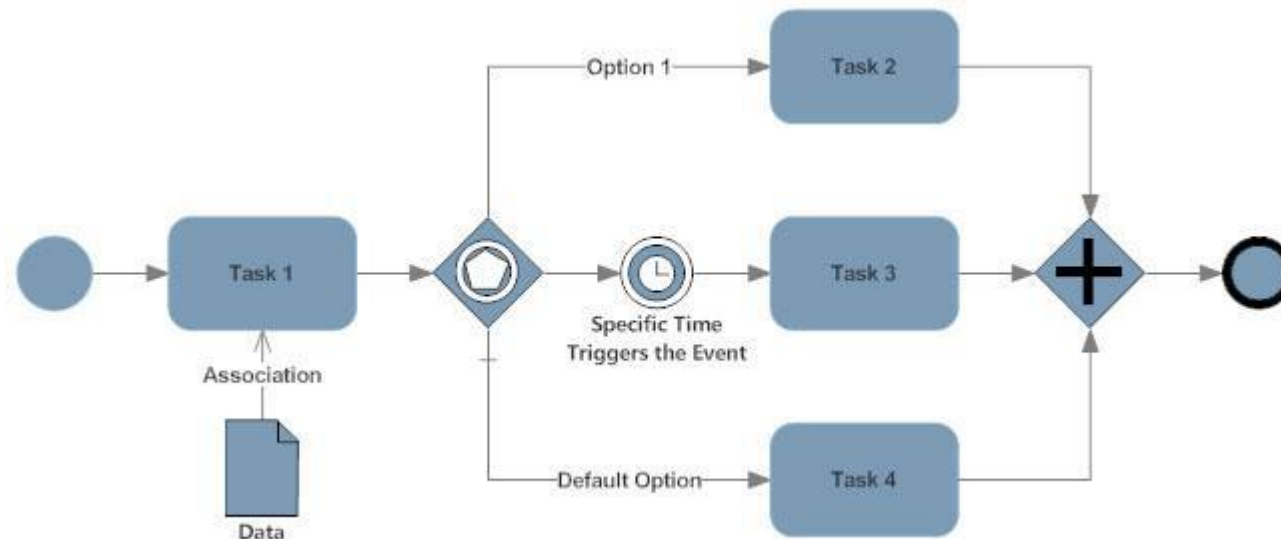 Option 1
Task 2
Task 1
Task 3
Specific Time
Triggers the Event
Association
Default Option
Task 4
Data